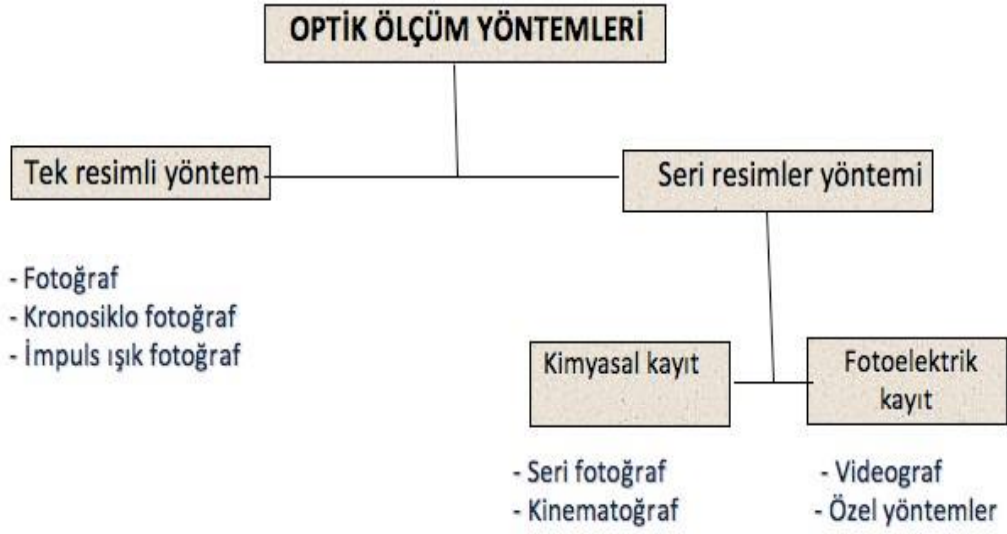 OPTİK ÖLÇÜM YÖNTEMLERİ
Tek resimli yöntem
Seri resimler yöntemi
- Fotoğraf
- Kronosiklo fotoğraf
- İmpuls ışık fotoğraf
Kimyasal kayıt
Fotoelektrik
kayıt
- Seri fotoğraf
- Kinematoğraf
- Videograf
- Özel yöntemler